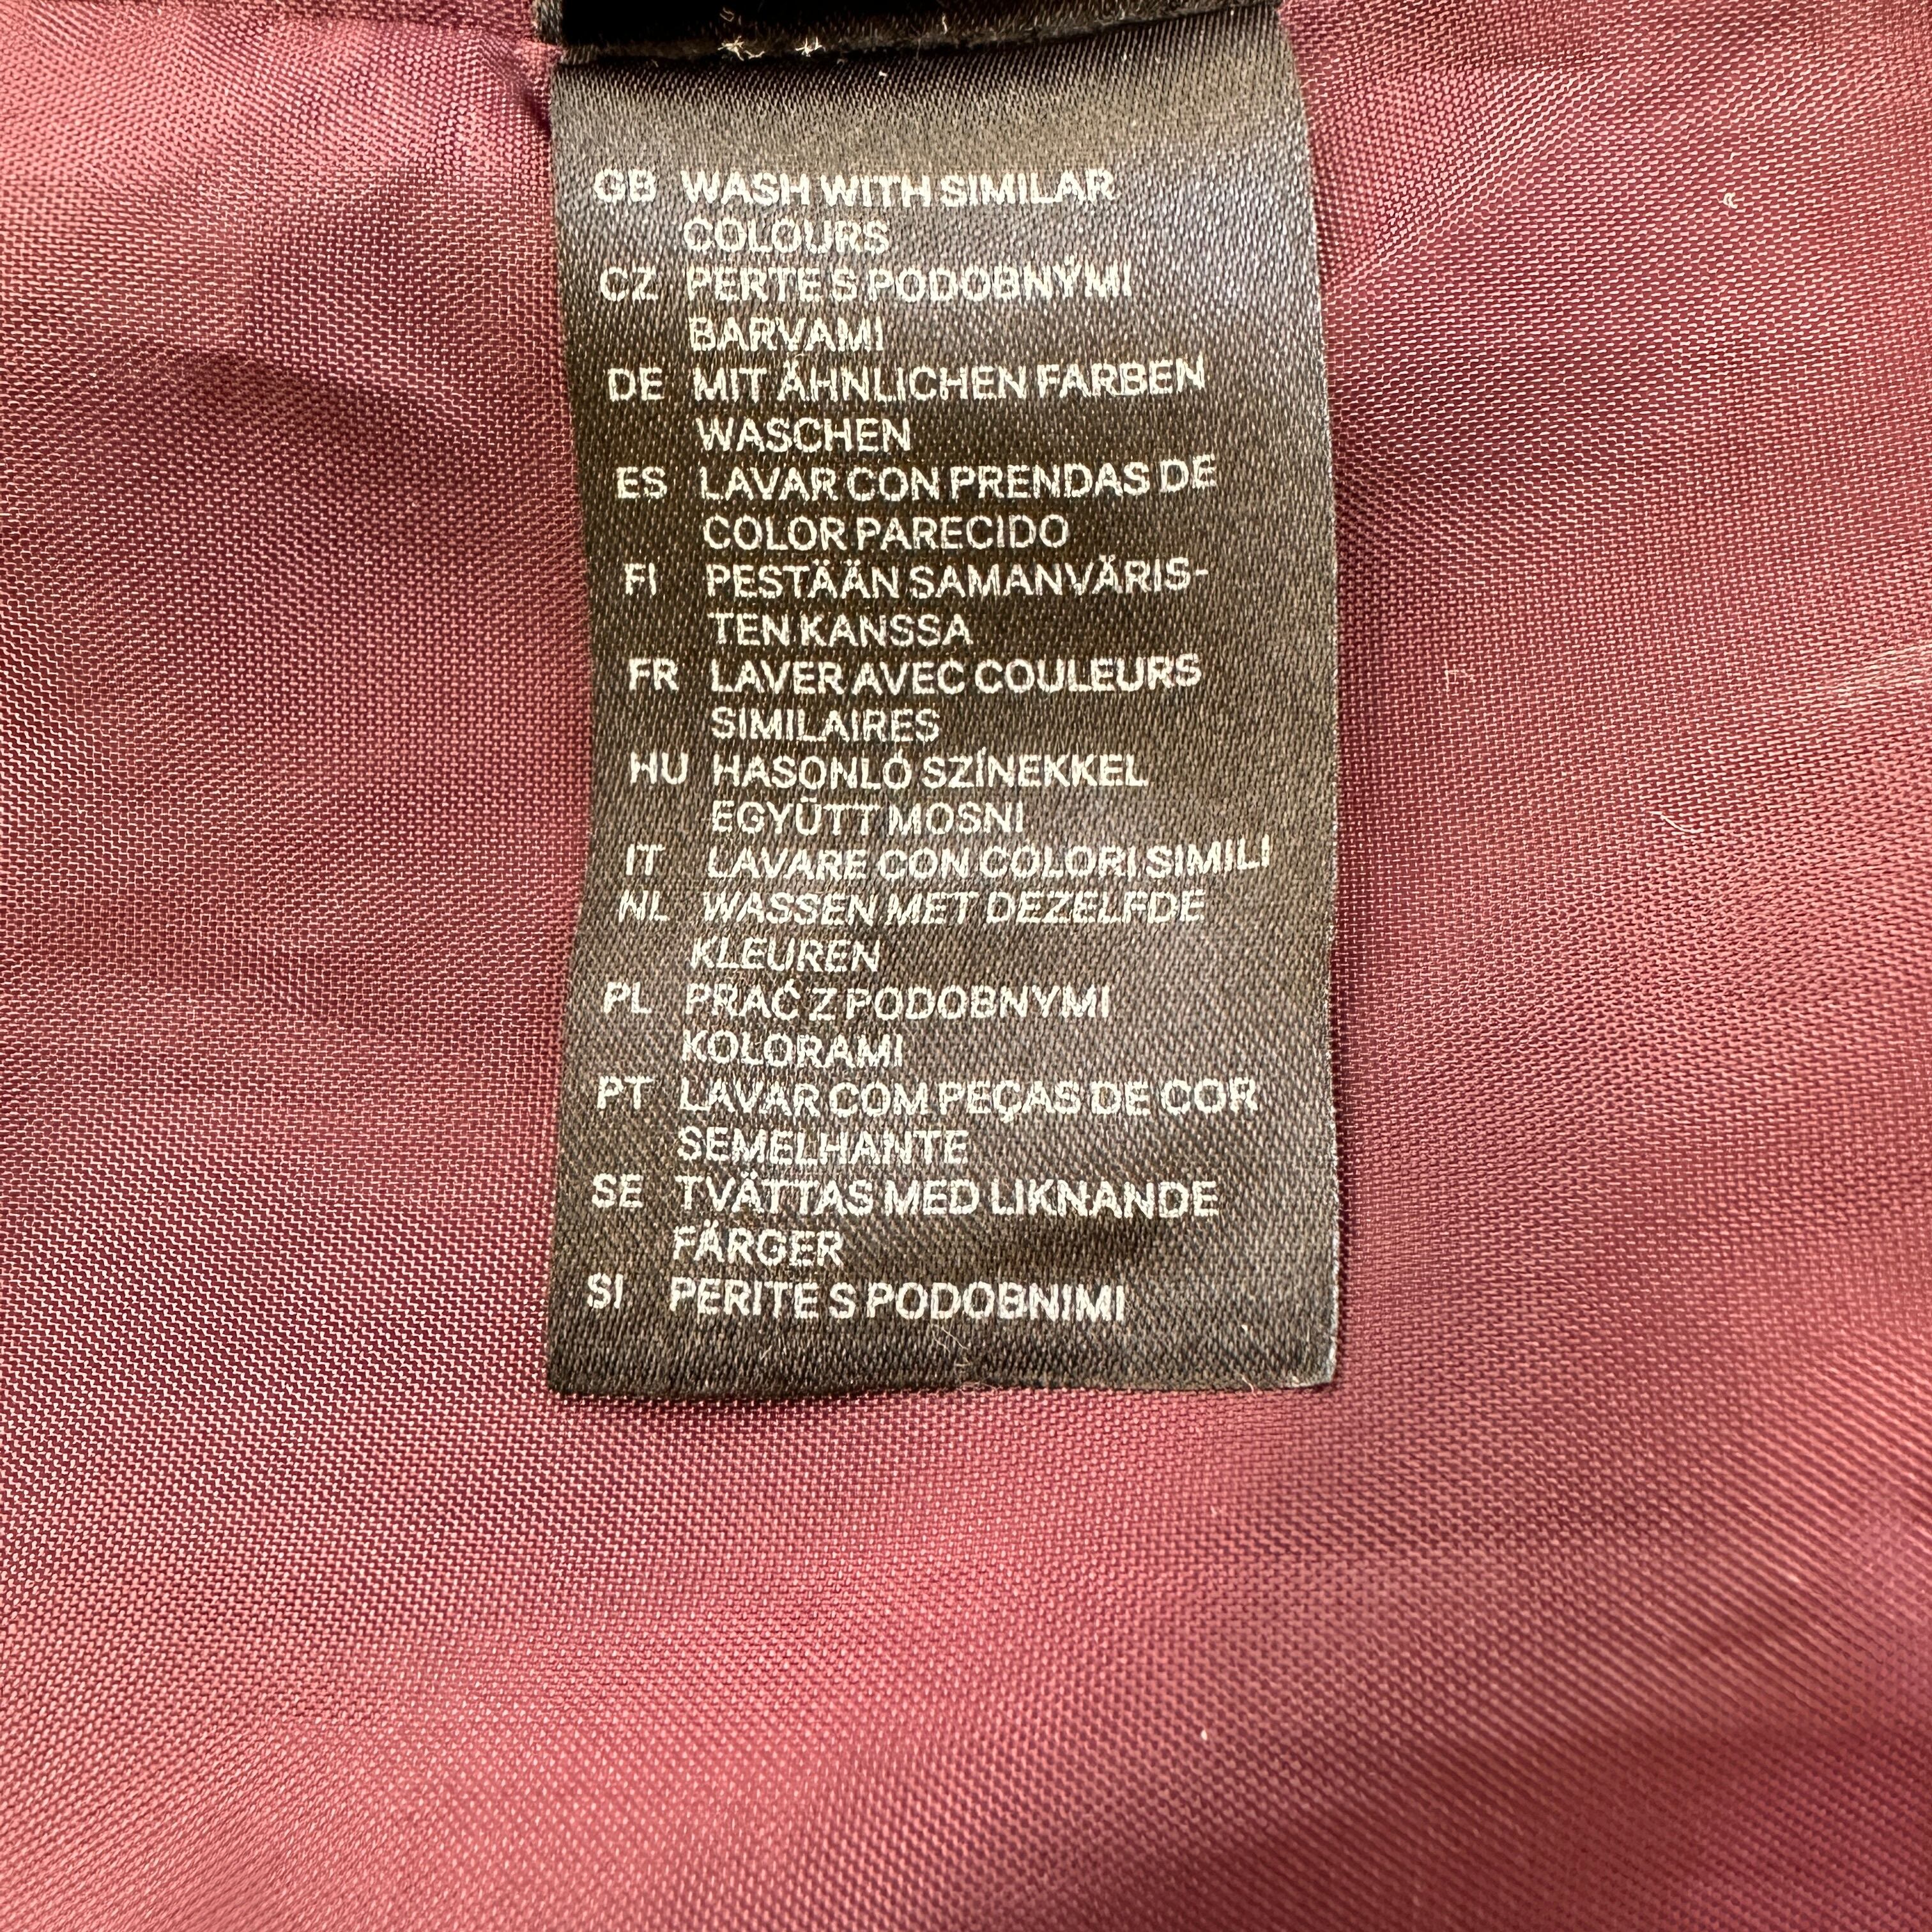 GB WASH WITH SIMILAR
COLOURS
CZ PERTE S PODOBNÝMI
BARVAMI
DE MIT ÄHNLICHEN FARBEN
WASCHEN
ES LAVAR CON PRENDAS DE
COLOR PARECIDO
FI PESTÄÄN SAMANVÄRIS-
TEN KANSSA
FR LAVER AVEC COULEURS
SIMILAIRES
HU HASONLÓ SZÍNEKKEL
EGYÜTT MOSNI
IT LAVARE CON COLORI SIMILI
NL WASSEN MET DEZELFDE
KLEUREN
PL PRAĆ Z PODOBNYMI
KOLORAMI
PT LAVAR COM PEÇAS DE COR
SEMELHANTE
SE TVÄTTAS MED LIKNANDE
FÄRGER
SI PERITE S PODOBNIMI